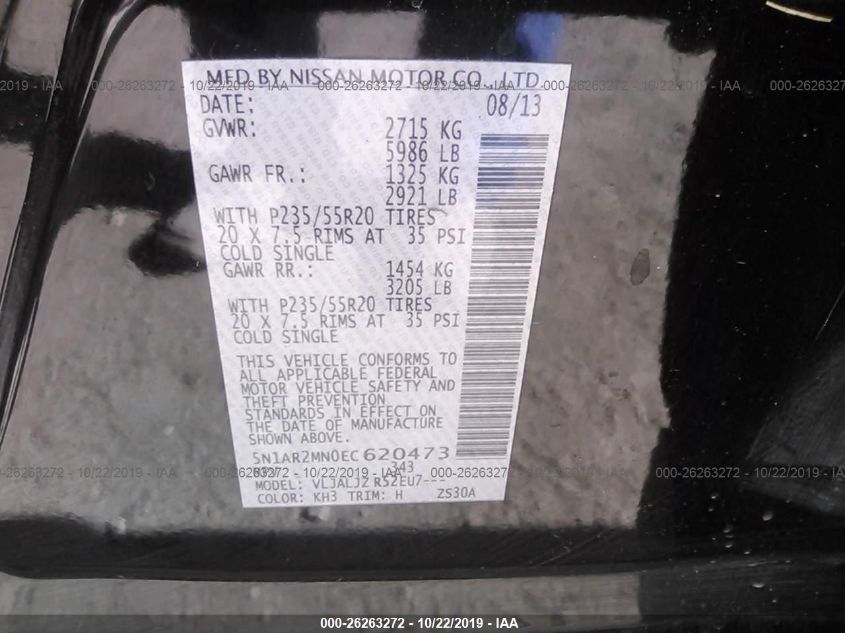 MFD BY NISSAN MOTOR CO., LTD.
DATE: 08/13
GVWR: 2715 KG
5986 LB
GAWR FR.: 1325 KG
2921 LB
WITH P235/55R20 TIRES
20 X 7.5 RIMS AT 35 PSI
COLD SINGLE
GAWR RR.: 1454 KG
3205 LB
WITH P235/55R20 TIRES
20 X 7.5 RIMS AT 35 PSI
COLD SINGLE
THIS VEHICLE CONFORMS TO
ALL APPLICABLE FEDERAL
MOTOR VEHICLE SAFETY AND
THEFT PREVENTION
STANDARDS IN EFFECT ON
THE DATE OF MANUFACTURE
SHOWN ABOVE.
5N1AR2MN0EC620473
343
MODEL: VLJALJZ R52EU7---
COLOR: KH3 TRIM: H ZS30A
000-26263272 - 10/22/2019 - IAA